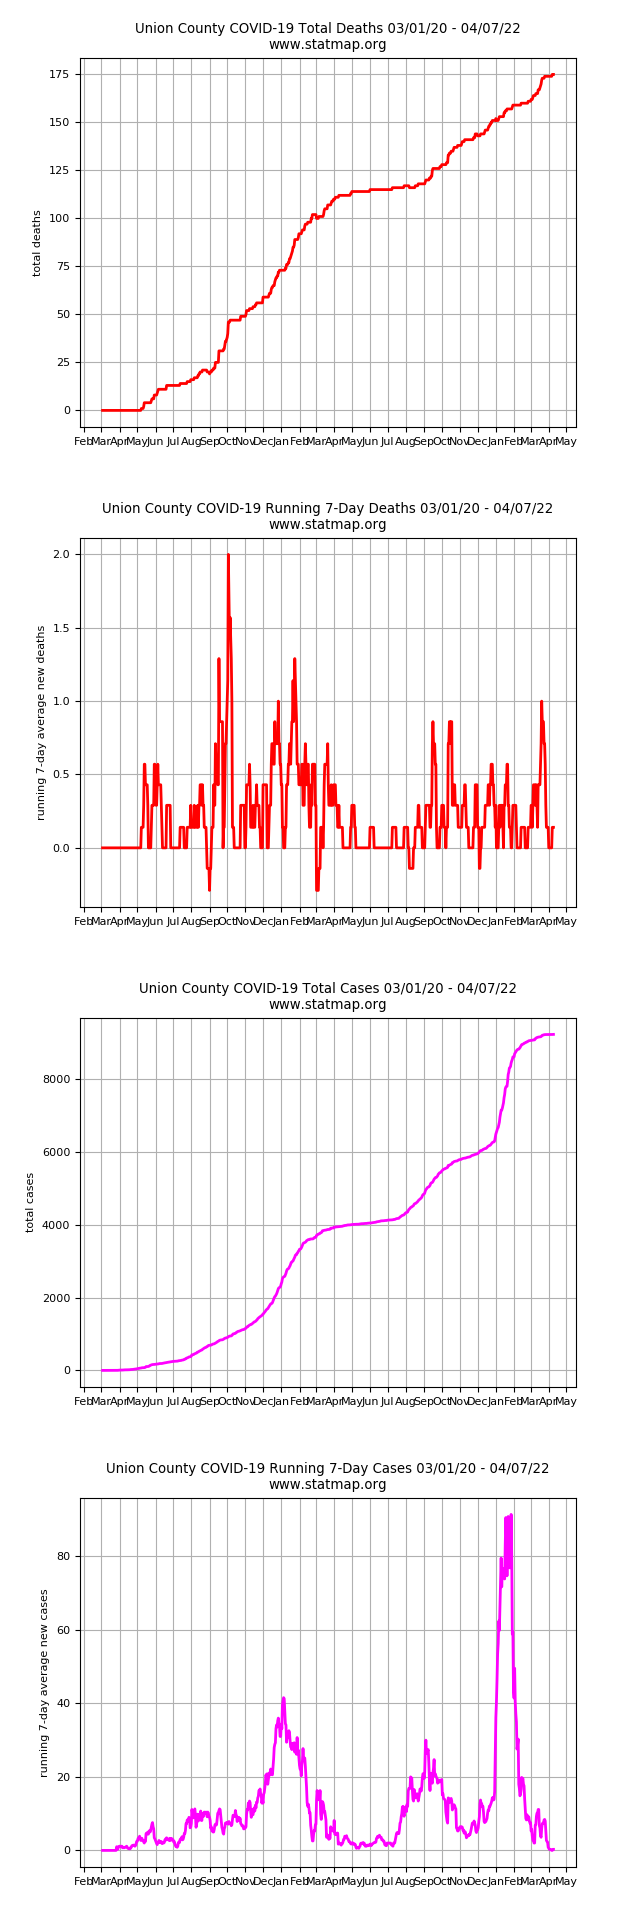 Union County COVID-19 Total Deaths 03/01/20 - 04/07/22
www.statmap.org
175
150
125
100
75
50
25
0
total deaths
Feb Mar Apr May Jun Jul Aug Sep Oct Nov Dec Jan Feb Mar Apr May Jun Jul Aug Sep Oct Nov Dec Jan Feb Mar Apr May
Union County COVID-19 Running 7-Day Deaths 03/01/20 - 04/07/22
www.statmap.org
2.0
1.5
1.0
0.5
0.0
running 7-day average new deaths
Feb Mar Apr May Jun Jul Aug Sep Oct Nov Dec Jan Feb Mar Apr May Jun Jul Aug Sep Oct Nov Dec Jan Feb Mar Apr May
Union County COVID-19 Total Cases 03/01/20 - 04/07/22
www.statmap.org
8000
6000
4000
2000
0
total cases
Feb Mar Apr May Jun Jul Aug Sep Oct Nov Dec Jan Feb Mar Apr May Jun Jul Aug Sep Oct Nov Dec Jan Feb Mar Apr May
Union County COVID-19 Running 7-Day Cases 03/01/20 - 04/07/22
www.statmap.org
80
60
40
20
0
running 7-day average new cases
Feb Mar Apr May Jun Jul Aug Sep Oct Nov Dec Jan Feb Mar Apr May Jun Jul Aug Sep Oct Nov Dec Jan Feb Mar Apr May